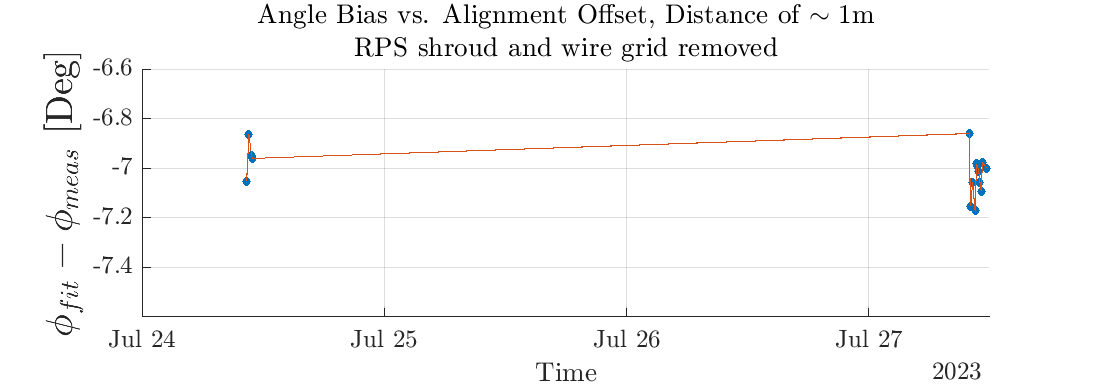 Angle Bias vs. Alignment Offset, Distance of ∼ 1m
RPS shroud and wire grid removed
ϕ_fit − ϕ_meas [Deg]
-6.6
-6.8
-7
-7.2
-7.4
Jul 24 Jul 25 Jul 26 Jul 27
Time
2023